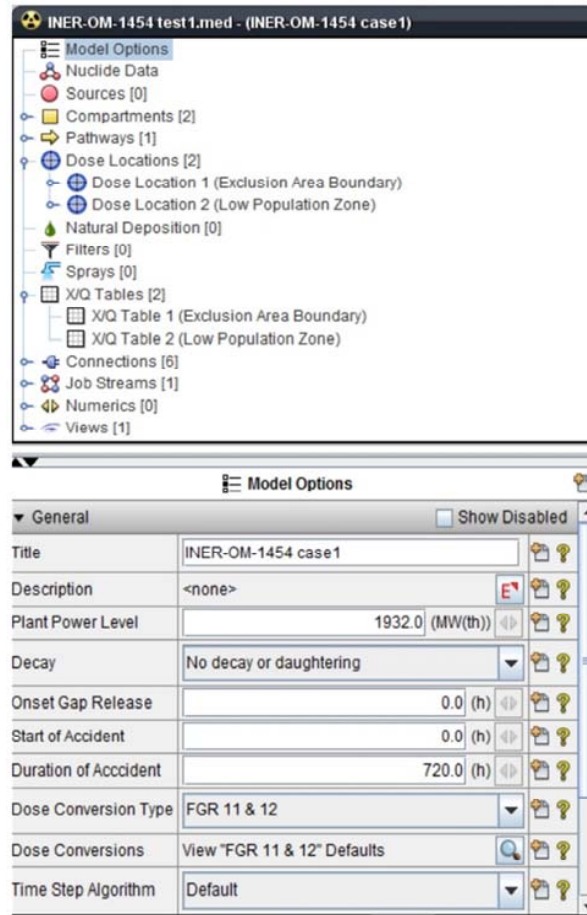 INER-OM-1454 test1.med - (INER-OM-1454 case1)
Model Options
Nuclide Data
Sources [0]
Compartments [2]
Pathways [1]
Dose Locations [2]
Dose Location 1 (Exclusion Area Boundary)
Dose Location 2 (Low Population Zone)
Natural Deposition [0]
Filters [0]
Sprays [0]
X/Q Tables [2]
X/Q Table 1 (Exclusion Area Boundary)
X/Q Table 2 (Low Population Zone)
Connections [6]
Job Streams [1]
Numerics [0]
Views [1]
Model Options
General Show Disabled
Title INER-OM-1454 case1
Description <none> E
Plant Power Level 1932.0 (MW(th))
Decay No decay or daughtering
Onset Gap Release 0.0 (h)
Start of Accident 0.0 (h)
Duration of Acccident 720.0 (h)
Dose Conversion Type FGR 11 & 12
Dose Conversions View "FGR 11 & 12" Defaults
Time Step Algorithm Default